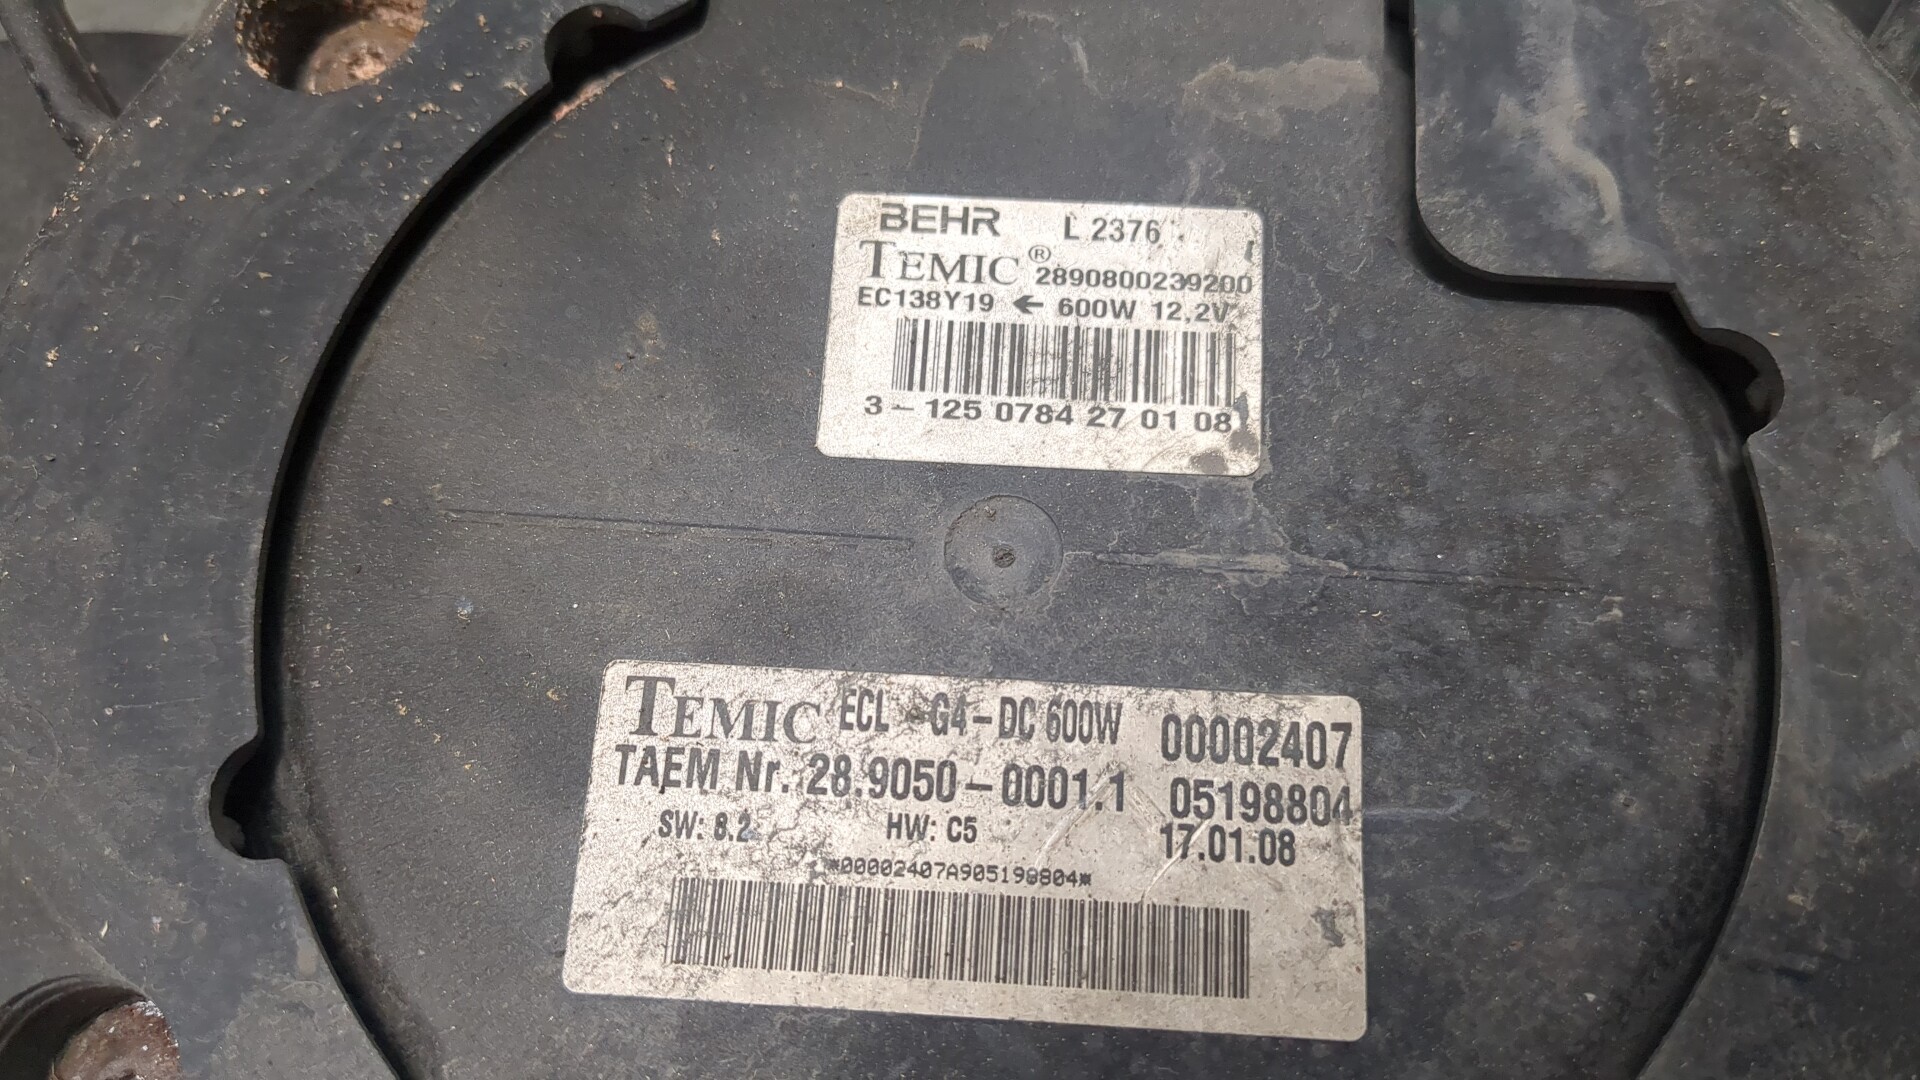 BEHR L 2376
TEMIC® 2890800239200
EC138Y19 ← 600W 12,2V
3 – 125 0784 27 01 08
TEMIC ECL G4–DC 600W 00002407
TAEM Nr. 28.9050–0001.1 05198804
SW: 8.2 HW: C5 17.01.08
*00002407A905198804*